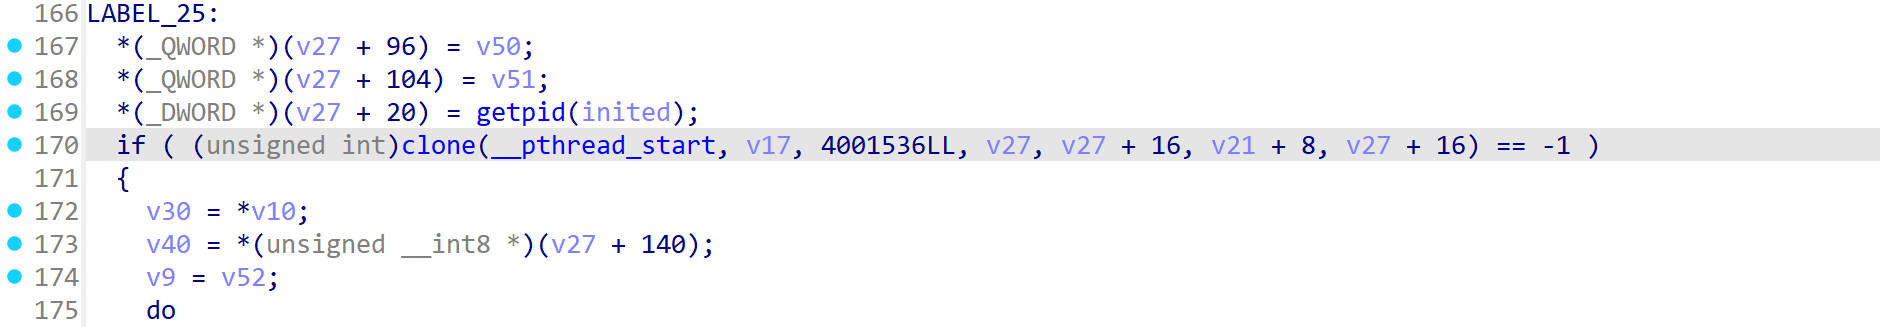 166 LABEL_25:
167 *(_QWORD *)(v27 + 96) = v50;
168 *(_QWORD *)(v27 + 104) = v51;
169 *(_DWORD *)(v27 + 20) = getpid(inited);
170 if ( (unsigned int)clone(__pthread_start, v17, 4001536LL, v27, v27 + 16, v21 + 8, v27 + 16) == -1 )
171 {
172 v30 = *v10;
173 v40 = *(unsigned __int8 *)(v27 + 140);
174 v9 = v52;
175 do